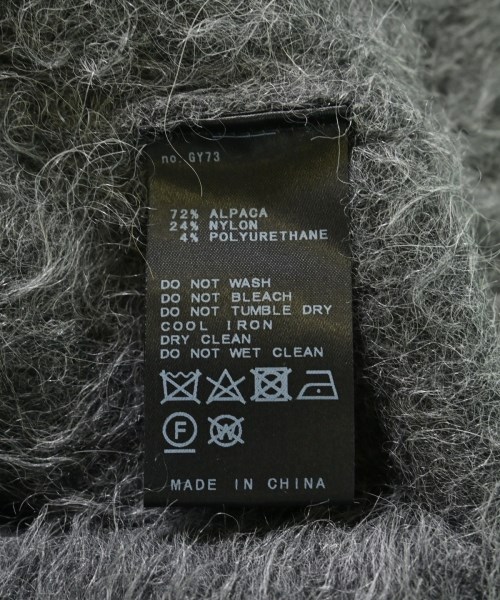 no. GY73
72% ALPACA
24% NYLON
4% POLYURETHANE
DO NOT WASH
DO NOT BLEACH
DO NOT TUMBLE DRY
COOL IRON
DRY CLEAN
DO NOT WET CLEAN
F W
MADE IN CHINA